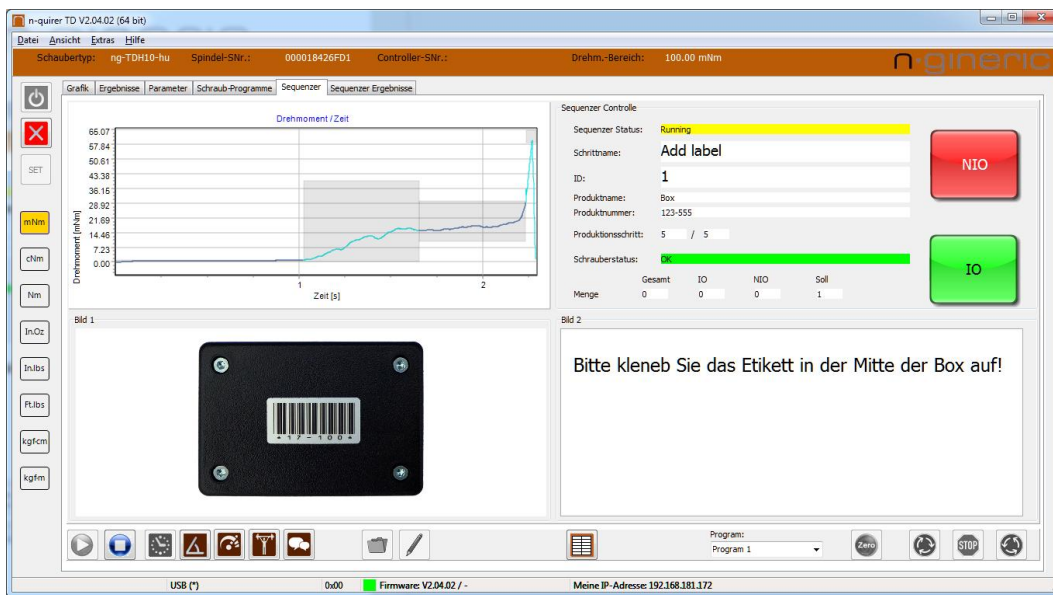 n-quirer TD V2.04.02 (64 bit)
Datei Ansicht Extras Hilfe
Schaubertyp: ng-TDH10-hu Spindel-SNr.: 000018426FD1 Controller-SNr.: Drehm.-Bereich: 100.00 mNm n-gineric
Grafik Ergebnisse Parameter Schraub-Programme Sequenzer Sequenzer Ergebnisse
SET
mNm
cNm
Nm
In.Oz
In.lbs
Ft.lbs
kgfcm
kgfm
Drehmoment / Zeit
Drehmoment [mNm]
65.07
57.84
50.61
43.38
36.15
28.92
21.69
14.46
7.23
0.00
1 2
Zeit [s]
Sequenzer Controlle
Sequenzer Status: Running
Schrittname: Add label
ID: 1
Produktname: Box
Produktnummer: 123-555
Produktionsschritt: 5 / 5
Schrauberstatus: OK
Gesamt IO NIO Soll
Menge 0 0 0 1
NIO
IO
Bild 1
*17-100*
Bild 2
Bitte kleneb Sie das Etikett in der Mitte der Box auf!
Program:
Program 1
Zero
STOP
USB (*) 0x00 Firmware: V2.04.02 / - Meine IP-Adresse: 192.168.181.172